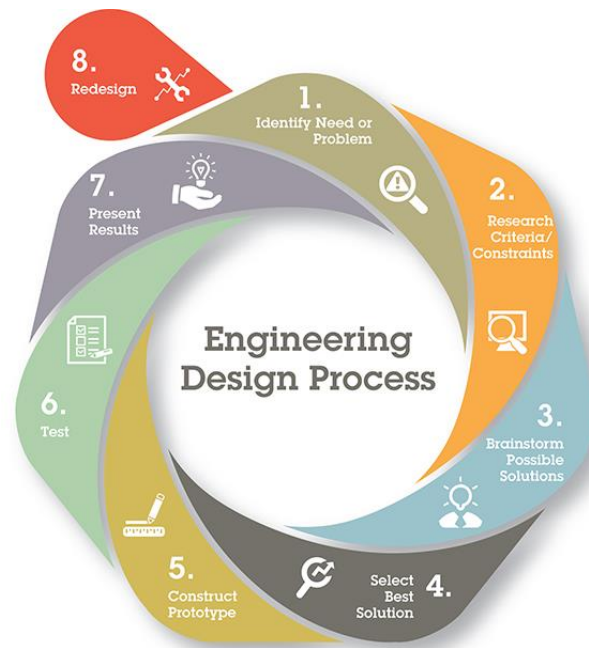 8.
Redesign
1.
Identify Need or
Problem
2.
Research
Criteria/
Constraints
3.
Brainstorm
Possible
Solutions
4.
Select
Best
Solution
5.
Construct
Prototype
6.
Test
7.
Present
Results
Engineering
Design Process